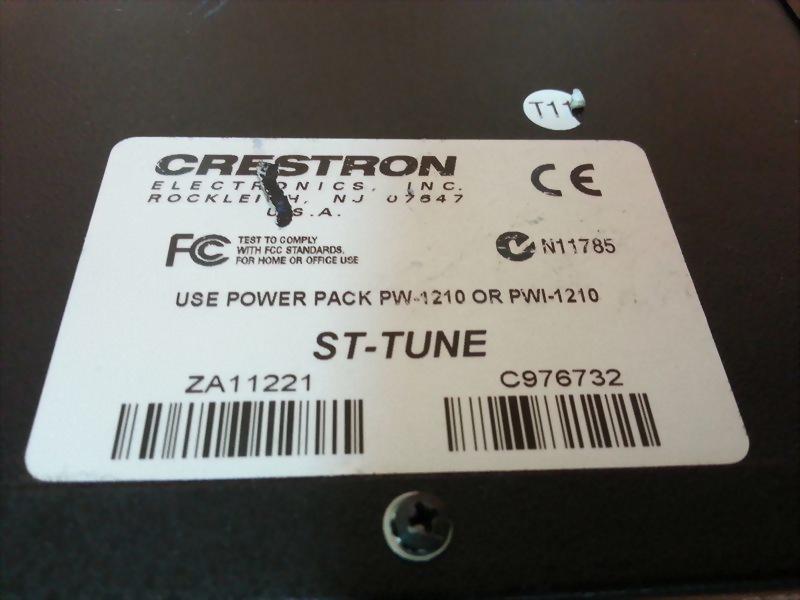 T11
CRESTRON
ELECTRONICS, INC.
ROCKLEIGH, NJ 07647
U.S.A.
CE
FC
TEST TO COMPLY
WITH FCC STANDARDS.
FOR HOME OR OFFICE USE
N11785
USE POWER PACK PW-1210 OR PWI-1210
ST-TUNE
ZA11221
C976732